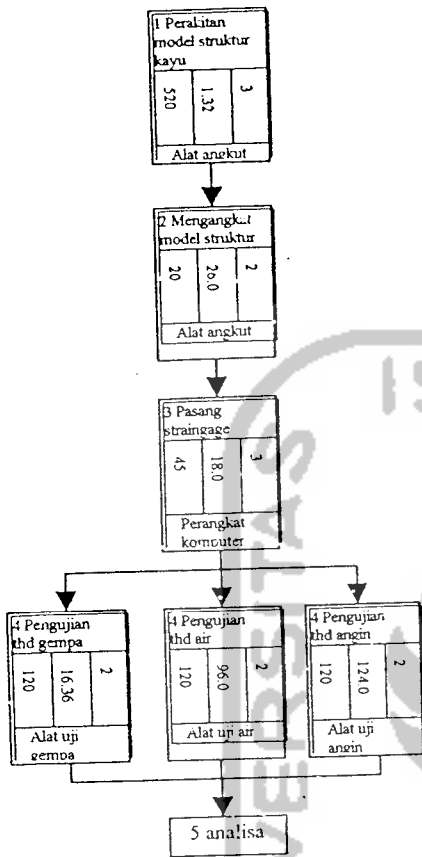 1 Perakitan
model struktur
kayu
520
1.32
3
Alat angkut
2 Mengangkut
model struktur
20
26.0
2
Alat angkut
3 Pasang
straingage
45
18.0
3
Perangkat
komputer
4 Pengujian
thd gempa
120
16.36
2
Alat uji
gempa
4 Pengujian
thd air
120
96.0
2
Alat uji air
4 Pengujian
thd angin
120
124.0
2
Alat uji
angin
5 analisa